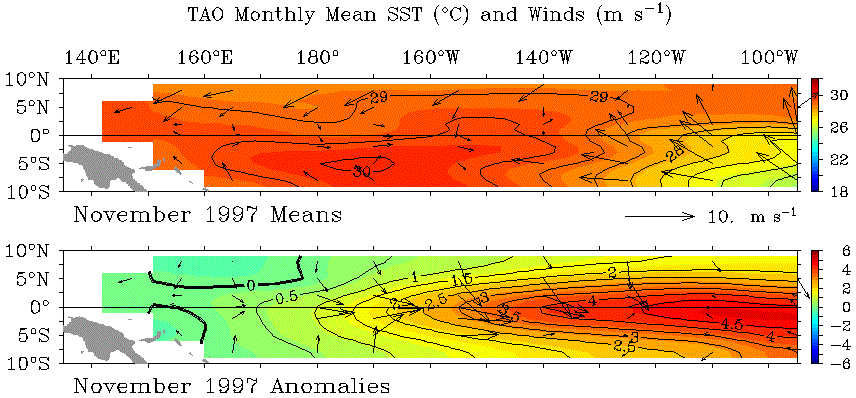 TAO Monthly Mean SST (°C) and Winds (m s⁻¹)
140°E 160°E 180° 160°W 140°W 120°W 100°W
10°N
5°N
0°
5°S
10°S
29 29 28 30
30
26
22
18
November 1997 Means
10. m s⁻¹
10°N
5°N
0°
5°S
10°S
0 0.5 1 1.5 2 2.5 3 4 4.5 4 3 2.5
6
4
2
0
−2
−4
−6
November 1997 Anomalies